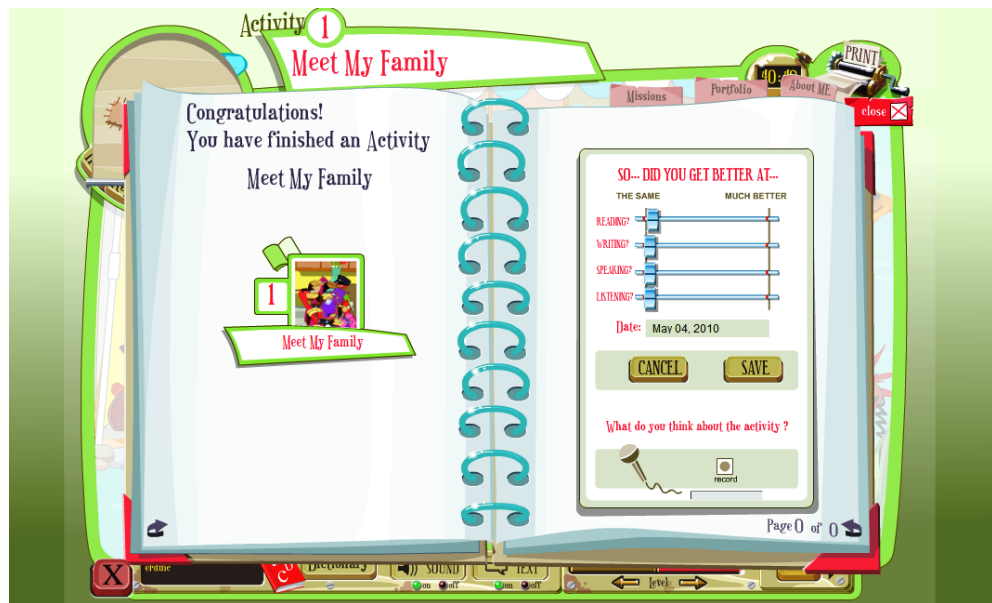 Activity 1
Meet My Family
40:40
PRINT
Missions
Portfolio
About ME
close
Congratulations!
You have finished an Activity
Meet My Family
1
Meet My Family
SO... DID YOU GET BETTER AT...
THE SAME MUCH BETTER
READING?
WRITING?
SPEAKING?
LISTENING?
Date: May 04, 2010
CANCEL SAVE
What do you think about the activity ?
record
Page 0 of 0
X
erdinc
Dictionary
SOUND
on off
TEXT
on off
level